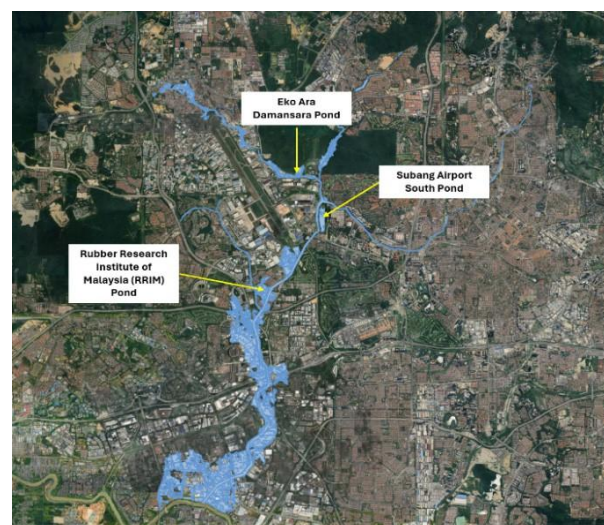 Eko Ara
Damansara Pond
Subang Airport
South Pond
Rubber Research
Institute of
Malaysia (RRIM)
Pond